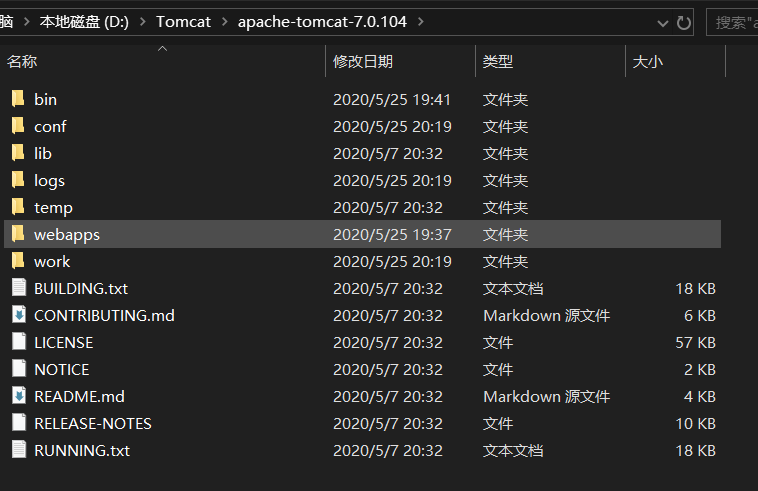 脑 › 本地磁盘 (D:) › Tomcat › apache-tomcat-7.0.104 ›
搜索"a
名称 修改日期 类型 大小
bin 2020/5/25 19:41 文件夹
conf 2020/5/25 20:19 文件夹
lib 2020/5/7 20:32 文件夹
logs 2020/5/25 20:19 文件夹
temp 2020/5/7 20:32 文件夹
webapps 2020/5/25 19:37 文件夹
work 2020/5/25 20:19 文件夹
BUILDING.txt 2020/5/7 20:32 文本文档 18 KB
CONTRIBUTING.md 2020/5/7 20:32 Markdown 源文件 6 KB
LICENSE 2020/5/7 20:32 文件 57 KB
NOTICE 2020/5/7 20:32 文件 2 KB
README.md 2020/5/7 20:32 Markdown 源文件 4 KB
RELEASE-NOTES 2020/5/7 20:32 文件 10 KB
RUNNING.txt 2020/5/7 20:32 文本文档 18 KB